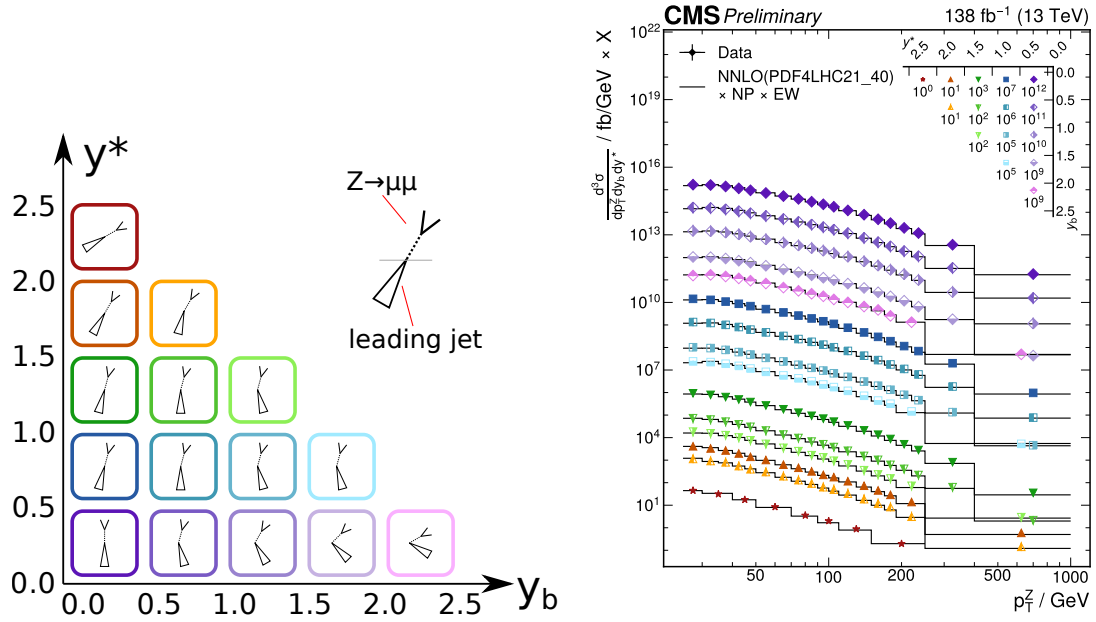 y*
2.5
2.0
1.5
1.0
0.5
0.0
0.0 0.5 1.0 1.5 2.0 2.5
y_b
Z→μμ
leading jet
CMS Preliminary 138 fb⁻¹ (13 TeV)
Data
NNLO(PDF4LHC21_40)
× NP × EW
y* 2.5 2.0 1.5 1.0 0.5 0.0
0.0
10⁰ 10¹ 10³ 10⁷ 10¹²
0.5
10¹ 10² 10⁶ 10¹¹
1.0
10² 10⁵ 10¹⁰
1.5
10⁵ 10⁹
2.0
10⁹
2.5
y_b
d³σ / dp_T^Z dy_b dy* / fb/GeV × X
10²²
10¹⁹
10¹⁶
10¹³
10¹⁰
10⁷
10⁴
10¹
50 100 200 500 1000
p_T^Z / GeV